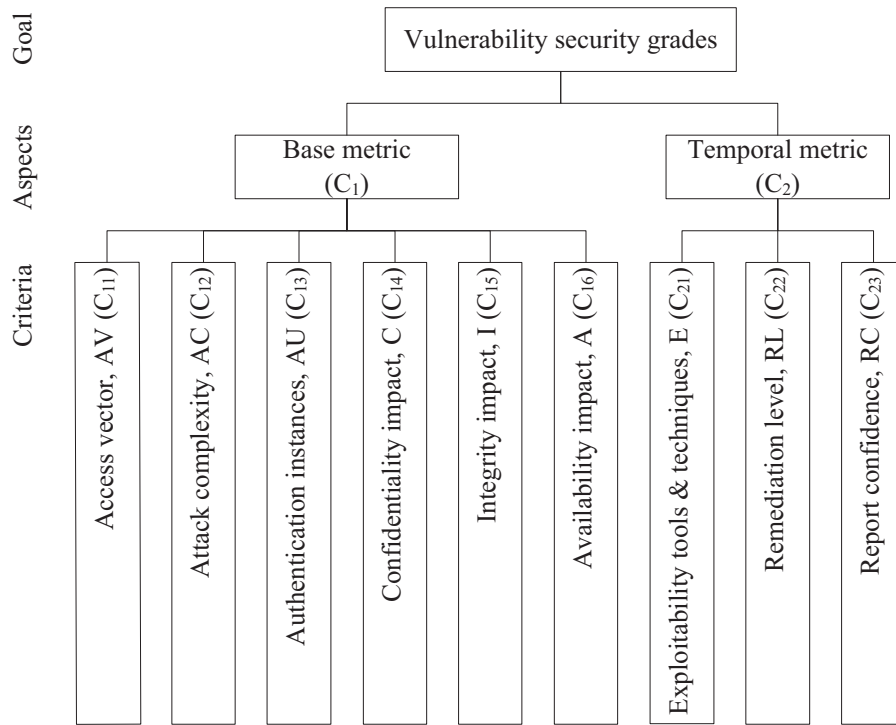 Goal
Vulnerability security grades
Aspects
Base metric
(C₁)
Temporal metric
(C₂)
Criteria
Access vector, AV (C₁₁)
Attack complexity, AC (C₁₂)
Authentication instances, AU (C₁₃)
Confidentiality impact, C (C₁₄)
Integrity impact, I (C₁₅)
Availability impact, A (C₁₆)
Exploitability tools & techniques, E (C₂₁)
Remediation level, RL (C₂₂)
Report confidence, RC (C₂₃)